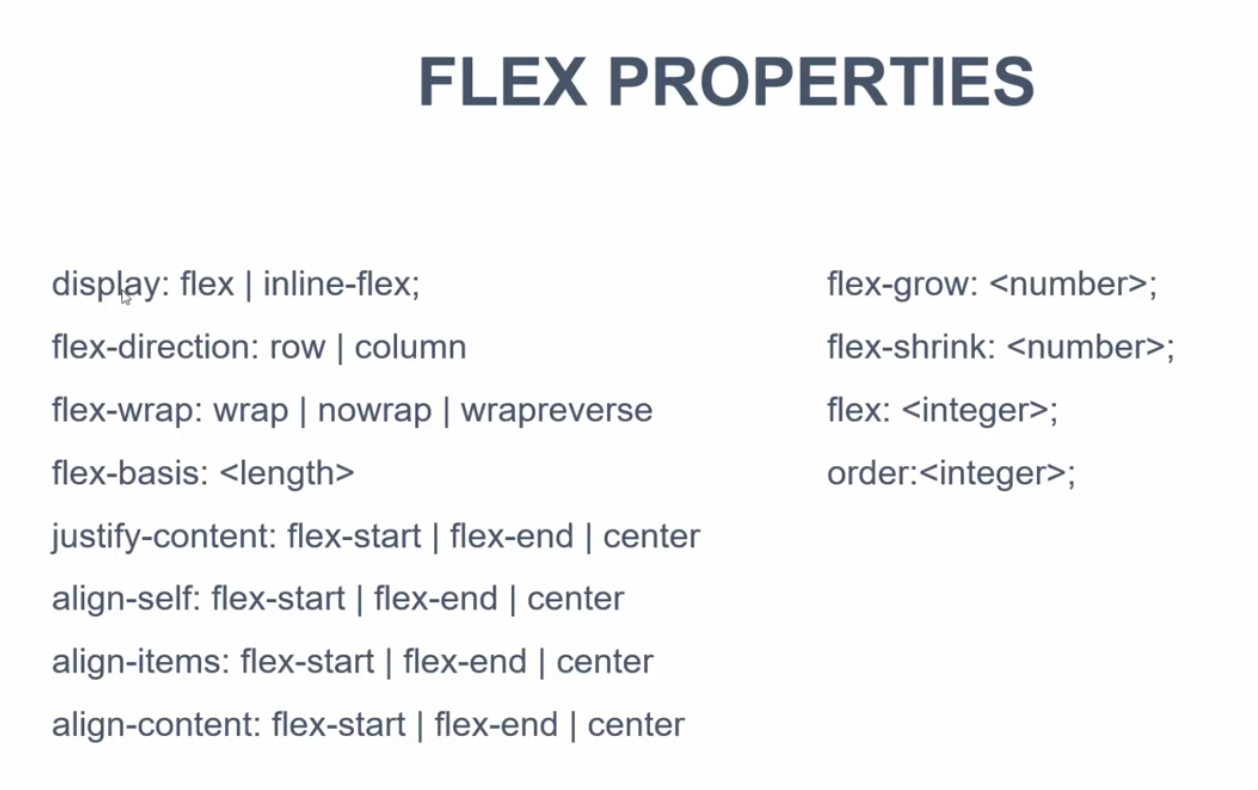 FLEX PROPERTIES
display: flex | inline-flex;
flex-direction: row | column
flex-wrap: wrap | nowrap | wrapreverse
flex-basis: <length>
justify-content: flex-start | flex-end | center
align-self: flex-start | flex-end | center
align-items: flex-start | flex-end | center
align-content: flex-start | flex-end | center
flex-grow: <number>;
flex-shrink: <number>;
flex: <integer>;
order:<integer>;